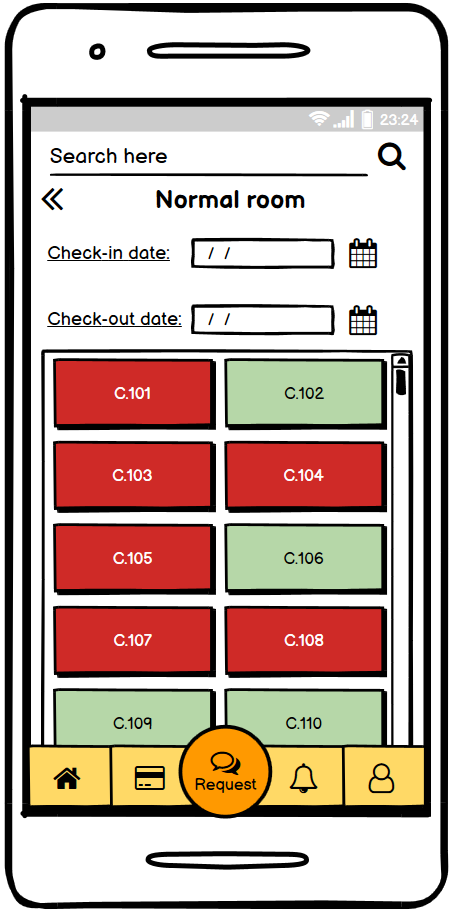 23:24
Search here
Normal room
Check-in date: / /
Check-out date: / /
C.101 C.102
C.103 C.104
C.105 C.106
C.107 C.108
C.109 C.110
Request